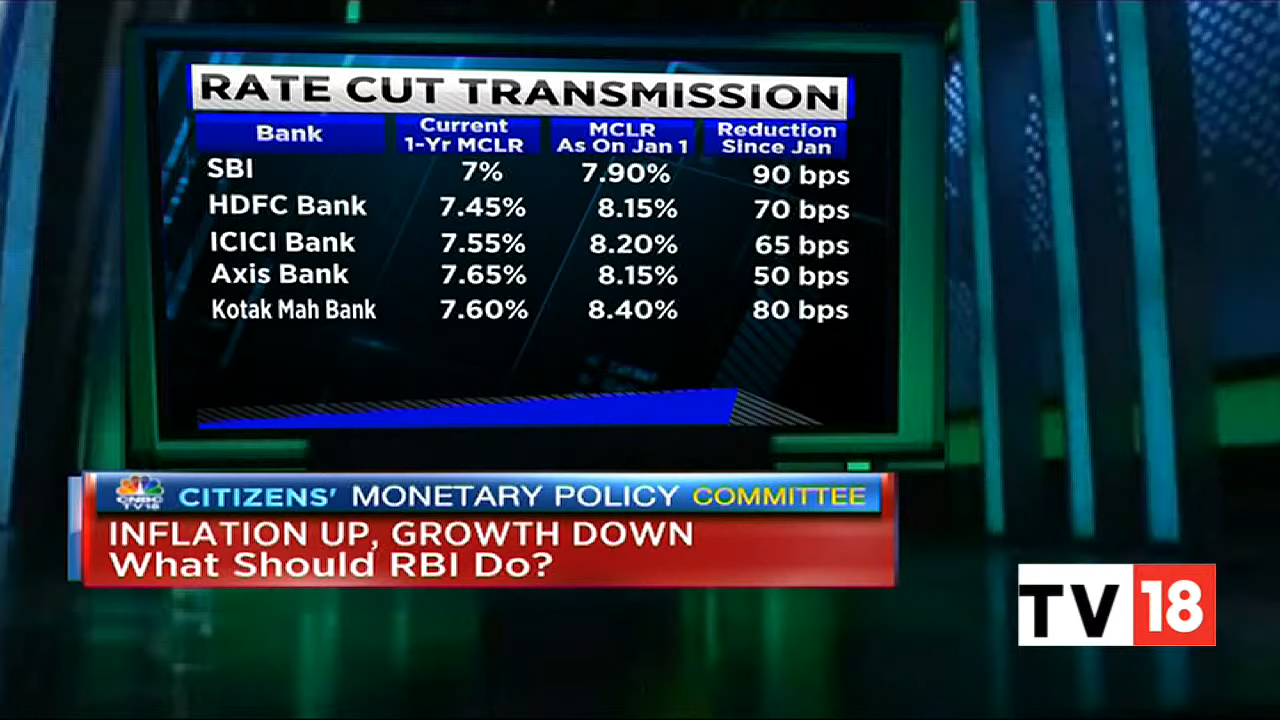 RATE CUT TRANSMISSION
Bank Current 1-Yr MCLR MCLR As On Jan 1 Reduction Since Jan
SBI 7% 7.90% 90 bps
HDFC Bank 7.45% 8.15% 70 bps
ICICI Bank 7.55% 8.20% 65 bps
Axis Bank 7.65% 8.15% 50 bps
Kotak Mah Bank 7.60% 8.40% 80 bps
CNBC TV18 CITIZENS' MONETARY POLICY COMMITTEE
INFLATION UP, GROWTH DOWN
What Should RBI Do?
TV18